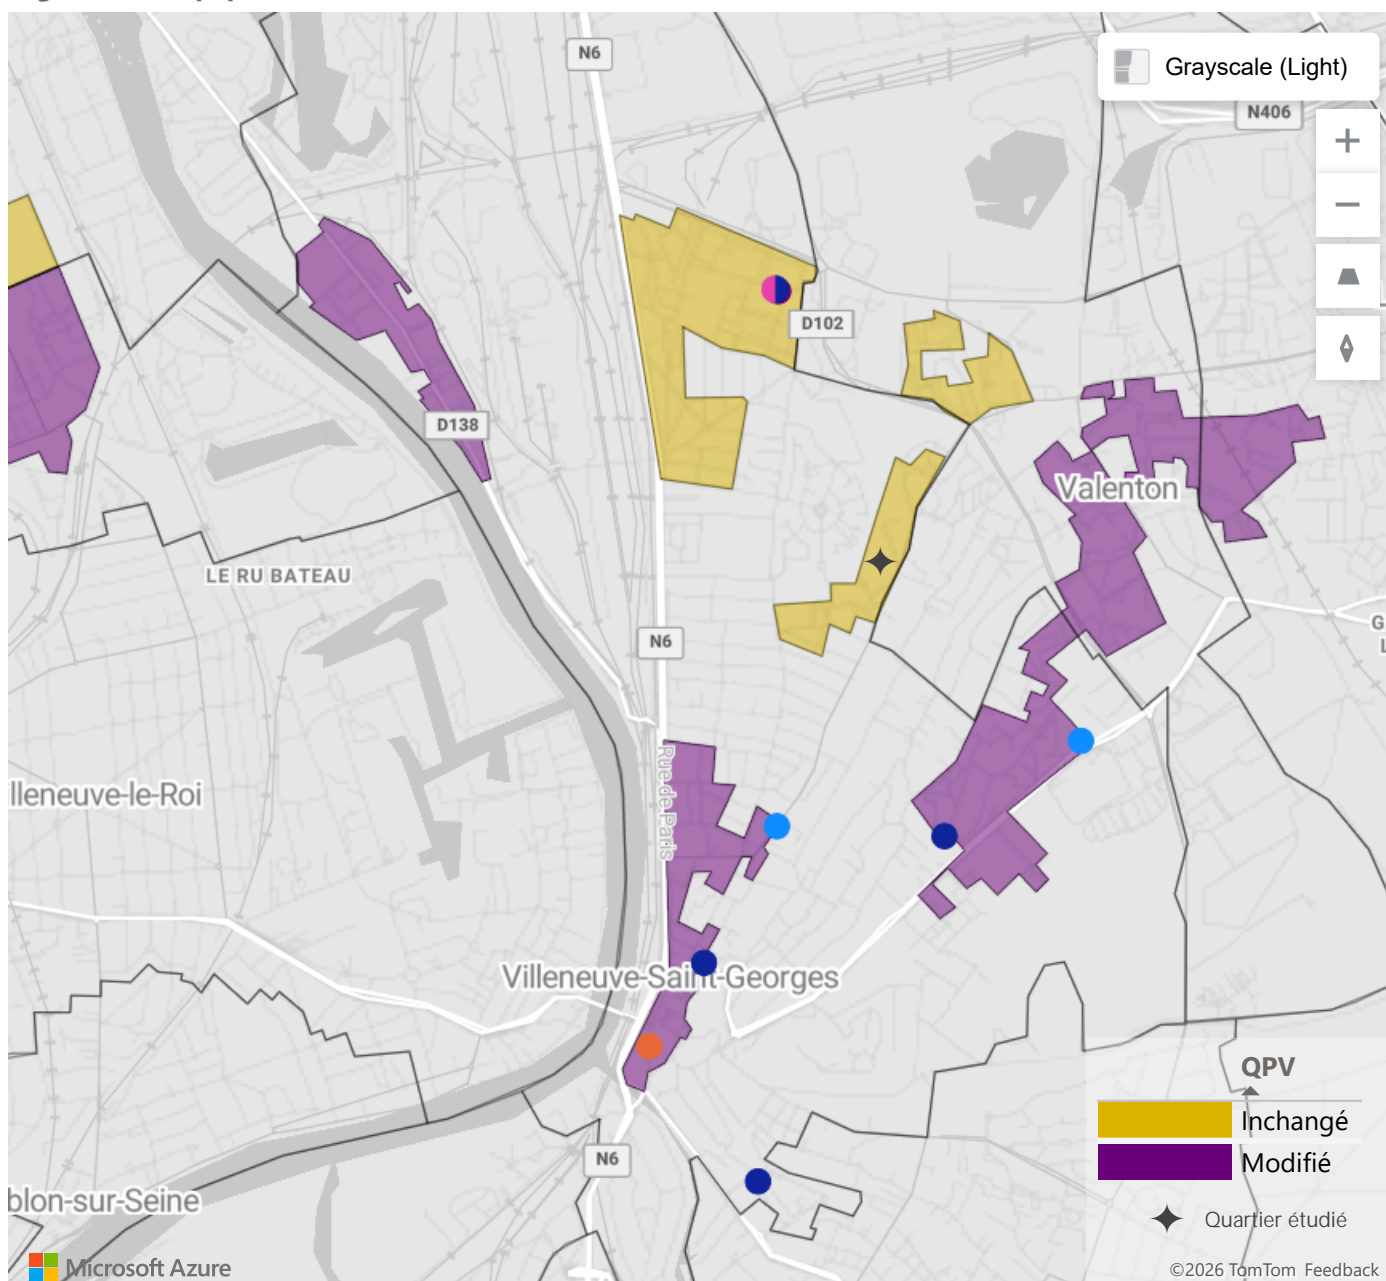 N6
Grayscale (Light)
N406
D102
D138
Valenton
LE RU BATEAU
N6
Rue de Paris
illeneuve-le-Roi
Villeneuve-Saint-Georges
QPV
Inchangé
Modifié
N6
blon-sur-Seine
Quartier étudié
Microsoft Azure
©2026 TomTom Feedback